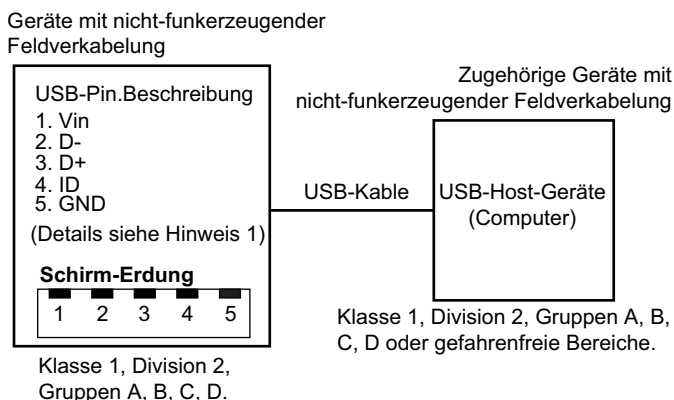 Geräte mit nicht-funkerzeugender
Feldverkabelung
USB-Pin.Beschreibung
1. Vin
2. D-
3. D+
4. ID
5. GND
(Details siehe Hinweis 1)
Schirm-Erdung
1 2 3 4 5
Klasse 1, Division 2,
Gruppen A, B, C, D.
USB-Kable
Zugehörige Geräte mit
nicht-funkerzeugender Feldverkabelung
USB-Host-Geräte
(Computer)
Klasse 1, Division 2, Gruppen A, B,
C, D oder gefahrenfreie Bereiche.